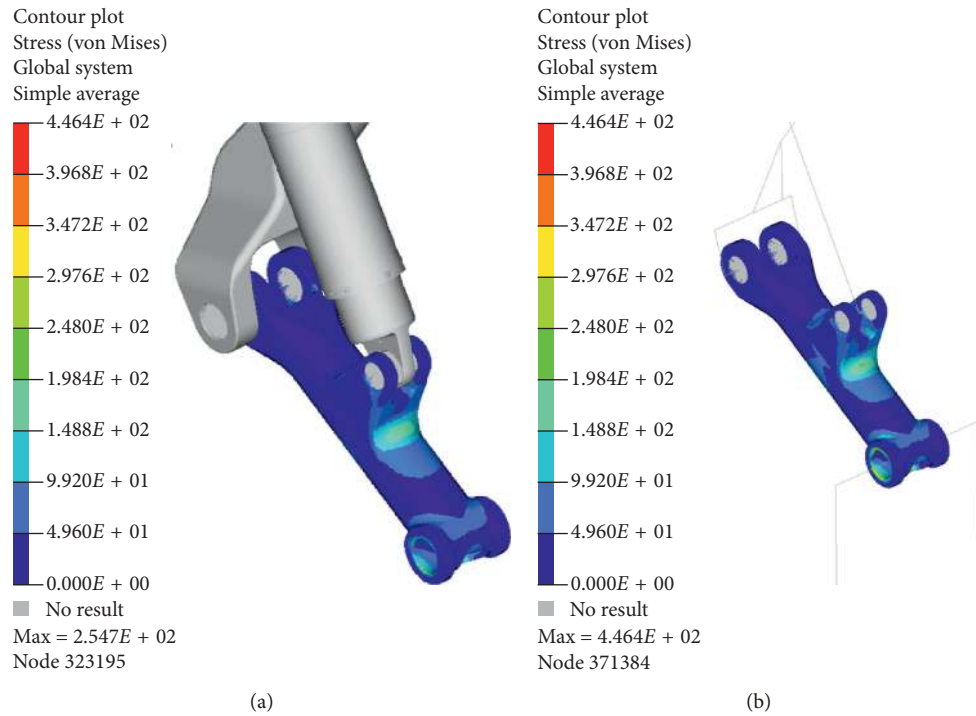 Contour plot
Stress (von Mises)
Global system
Simple average
4.464E + 02
3.968E + 02
3.472E + 02
2.976E + 02
2.480E + 02
1.984E + 02
1.488E + 02
9.920E + 01
4.960E + 01
0.000E + 00
No result
Max = 2.547E + 02
Node 323195
(a)
Contour plot
Stress (von Mises)
Global system
Simple average
4.464E + 02
3.968E + 02
3.472E + 02
2.976E + 02
2.480E + 02
1.984E + 02
1.488E + 02
9.920E + 01
4.960E + 01
0.000E + 00
No result
Max = 4.464E + 02
Node 371384
(b)